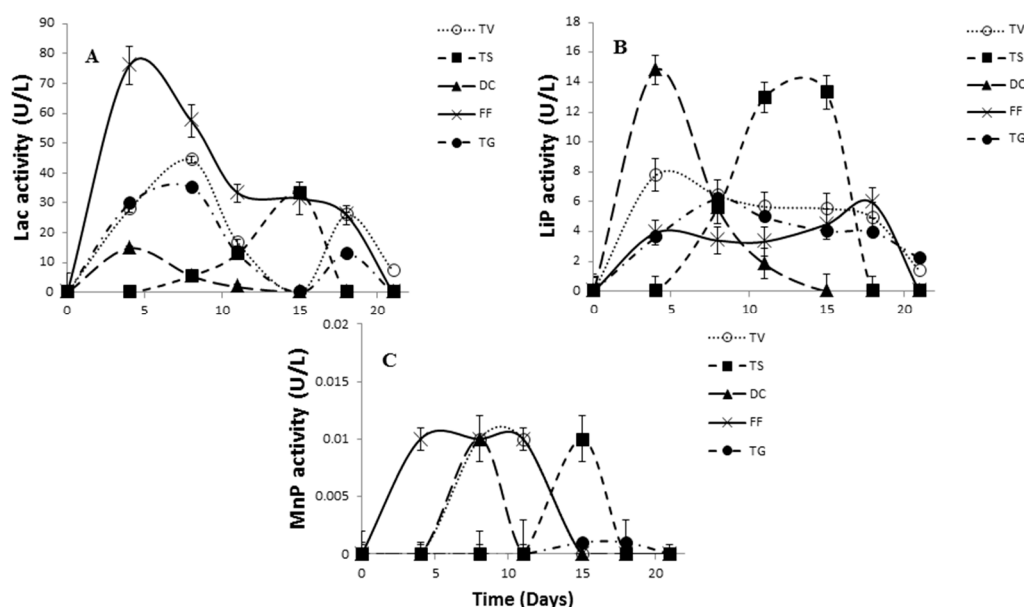 A
Lac activity (U/L)
90
80
70
60
50
40
30
20
10
0
0 5 10 15 20
TV
TS
DC
FF
TG
B
LiP activity (U/L)
18
16
14
12
10
8
6
4
2
0
0 5 10 15 20
TV
TS
DC
FF
TG
C
MnP activity (U/L)
0.02
0.015
0.01
0.005
0
0 5 10 15 20
Time (Days)
TV
TS
DC
FF
TG